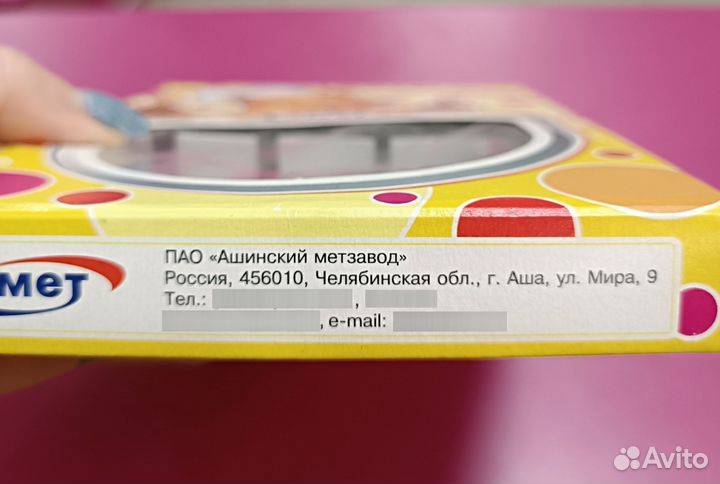 ПАО «Ашинский метзавод»
Россия, 456010, Челябинская обл., г. Аша, ул. Мира, 9
мет
Тел.: ,
, e-mail:
Avito